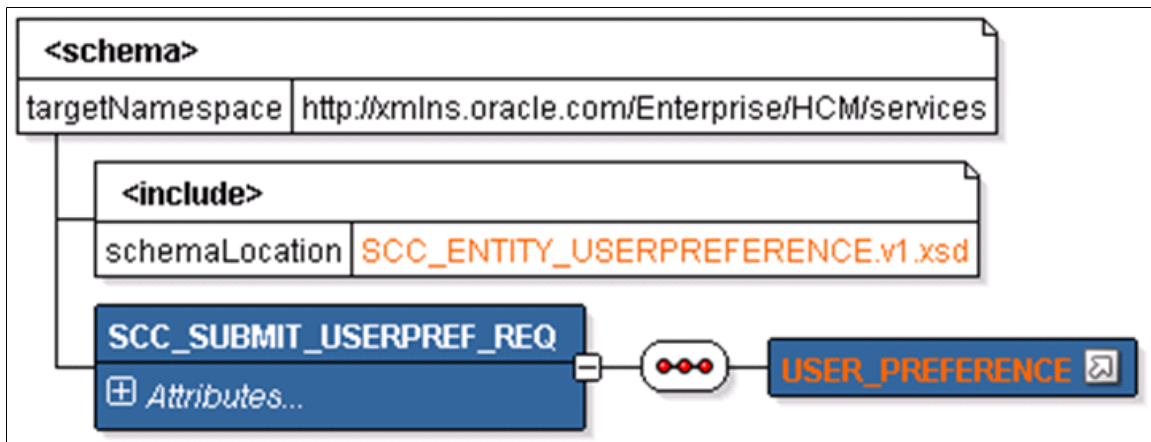 <schema>
targetNamespace http://xmlns.oracle.com/Enterprise/HCM/services
<include>
schemaLocation SCC_ENTITY_USERPREFERENCE.v1.xsd
SCC_SUBMIT_USERPREF_REQ
Attributes...
USER_PREFERENCE